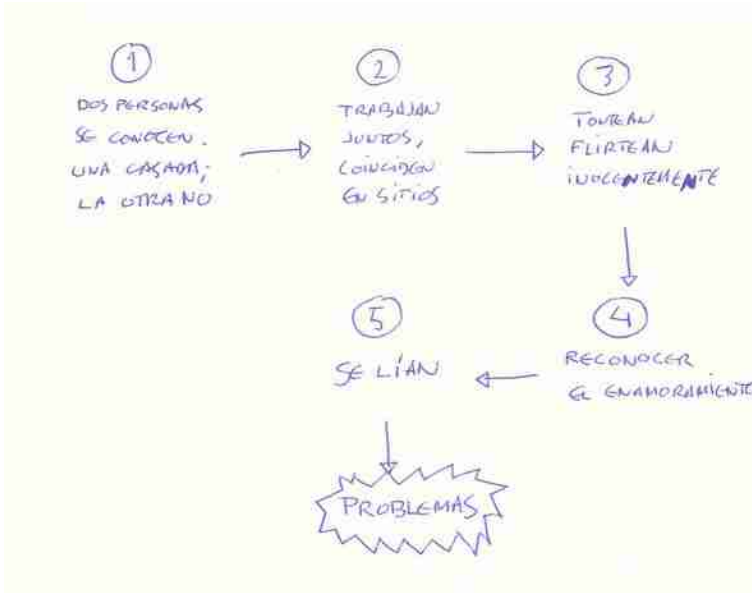 1
DOS PERSONAS
SE CONOCEN.
UNA CASADA;
LA OTRA NO
2
TRABAJAN
JUNTOS,
COINCIDEN
EN SITIOS
3
TONTEAN
FLIRTEAN
INOCENTEMENTE
4
RECONOCER
EL ENAMORAMIENTO
5
SE LÍAN
PROBLEMAS